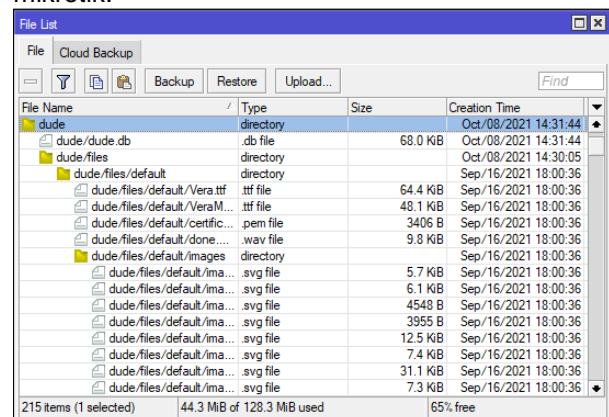 File List
File Cloud Backup
Backup Restore Upload... Find
File Name Type Size Creation Time
dude directory Oct/08/2021 14:31:44
dude/dude.db .db file 68.0 KiB Oct/08/2021 14:31:44
dude/files directory Oct/08/2021 14:30:05
dude/files/default directory Sep/16/2021 18:00:36
dude/files/default/Vera.ttf .ttf file 64.4 KiB Sep/16/2021 18:00:36
dude/files/default/VeraM... .ttf file 48.1 KiB Sep/16/2021 18:00:36
dude/files/default/certific... .pem file 3406 B Sep/16/2021 18:00:36
dude/files/default/done.... .wav file 9.8 KiB Sep/16/2021 18:00:36
dude/files/default/images directory Sep/16/2021 18:00:36
dude/files/default/ima... .svg file 5.7 KiB Sep/16/2021 18:00:36
dude/files/default/ima... .svg file 6.1 KiB Sep/16/2021 18:00:36
dude/files/default/ima... .svg file 4548 B Sep/16/2021 18:00:36
dude/files/default/ima... .svg file 3955 B Sep/16/2021 18:00:36
dude/files/default/ima... .svg file 12.5 KiB Sep/16/2021 18:00:36
dude/files/default/ima... .svg file 7.4 KiB Sep/16/2021 18:00:36
dude/files/default/ima... .svg file 31.1 KiB Sep/16/2021 18:00:36
dude/files/default/ima... .svg file 7.3 KiB Sep/16/2021 18:00:36
215 items (1 selected) 44.3 MiB of 128.3 MiB used 65% free